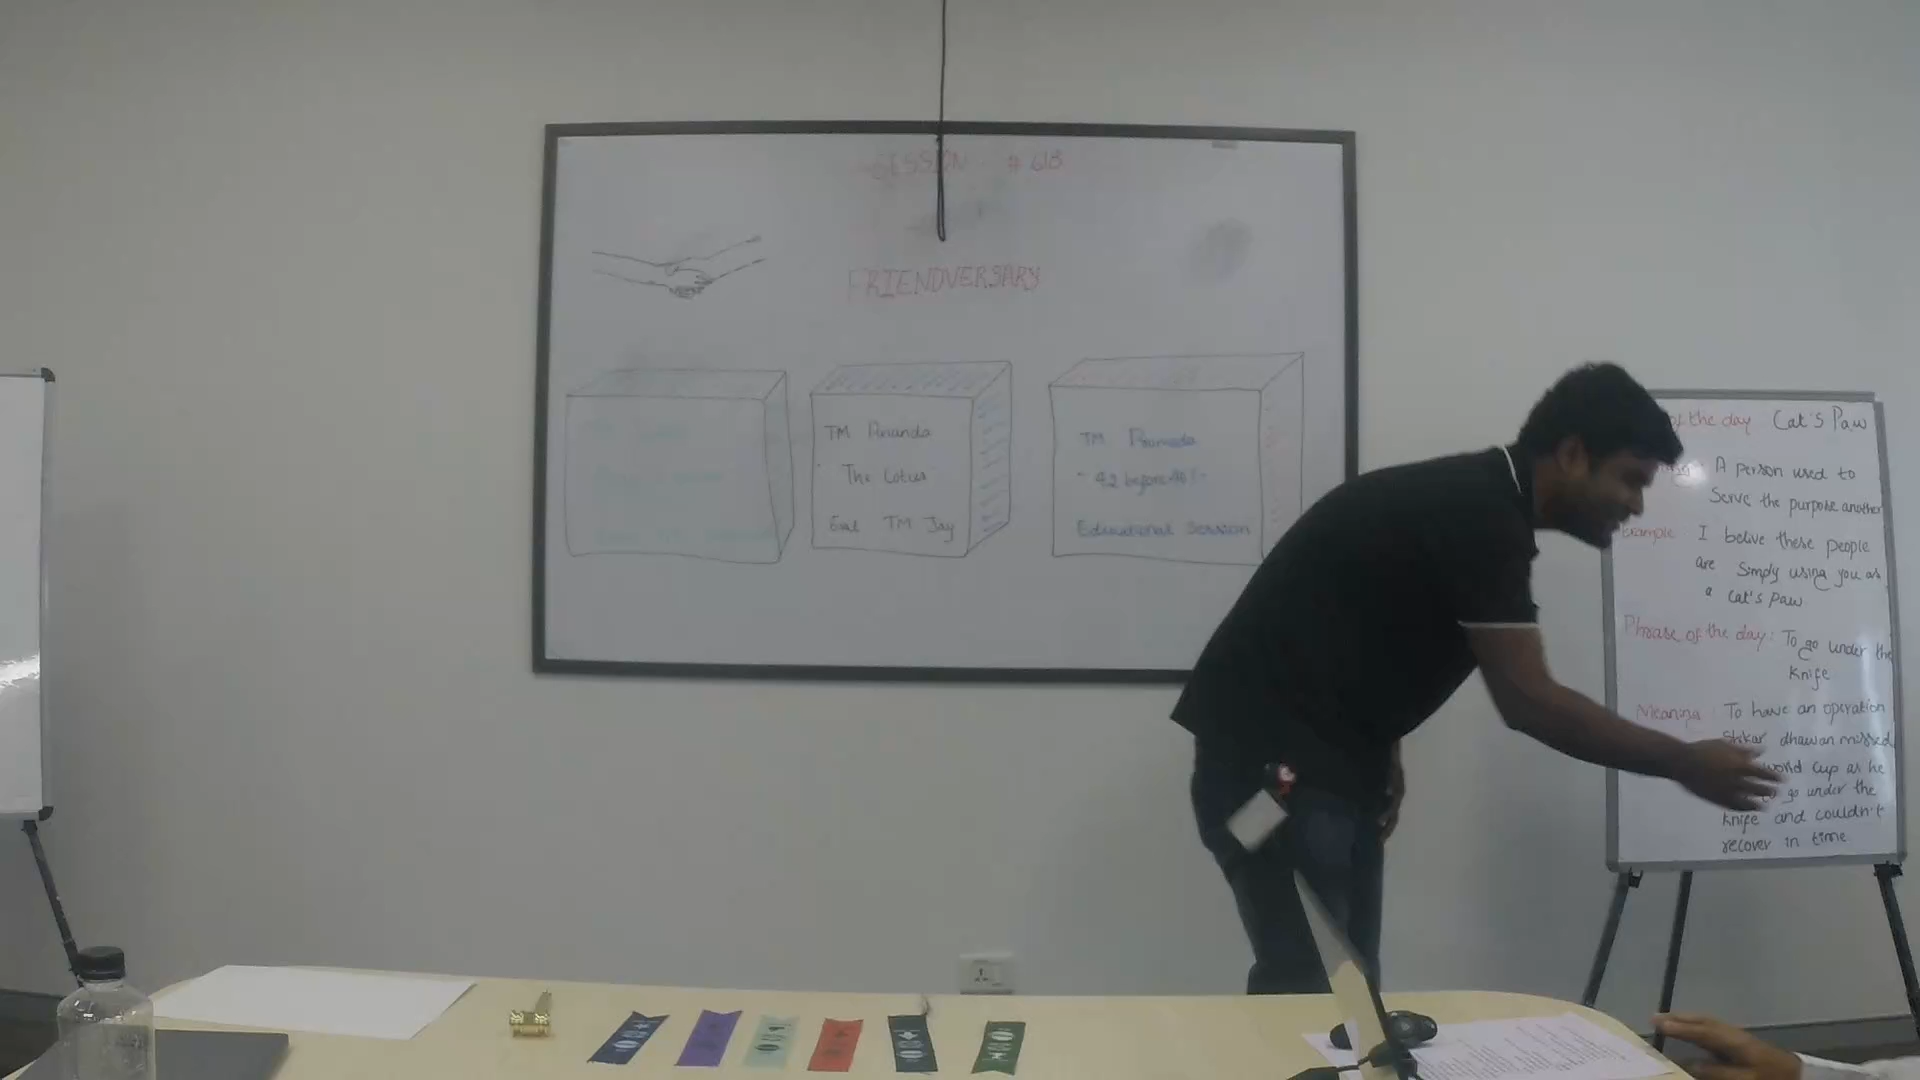 SESSION # 618
FRIENDVERSARY
TM Ananda
The Lotus
Eval TM Jay
TM Pramada
"42 before 40!"
Educational Session
of the day Cat's Paw
A person used to
Serve the purpose another
Example: I belive these people
are Simply using you as
a Cat's Paw
Phrase of the day: To go under the
Knife
Meaning: To have an operation
Shikar dhawan missed
world cup as he
to go under the
Knife and couldn't
recover in time